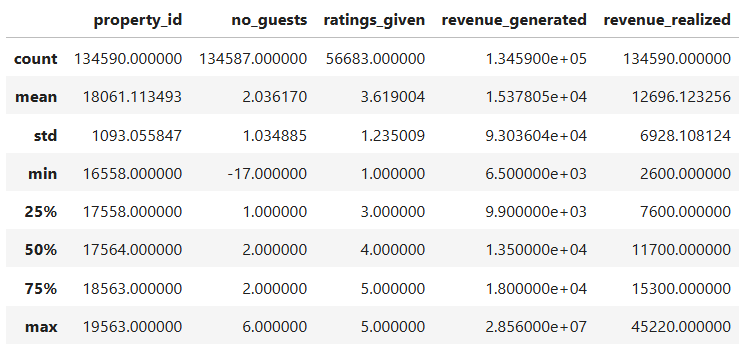 property_id no_guests ratings_given revenue_generated revenue_realized
count 134590.000000 134587.000000 56683.000000 1.345900e+05 134590.000000
mean 18061.113493 2.036170 3.619004 1.537805e+04 12696.123256
std 1093.055847 1.034885 1.235009 9.303604e+04 6928.108124
min 16558.000000 -17.000000 1.000000 6.500000e+03 2600.000000
25% 17558.000000 1.000000 3.000000 9.900000e+03 7600.000000
50% 17564.000000 2.000000 4.000000 1.350000e+04 11700.000000
75% 18563.000000 2.000000 5.000000 1.800000e+04 15300.000000
max 19563.000000 6.000000 5.000000 2.856000e+07 45220.000000